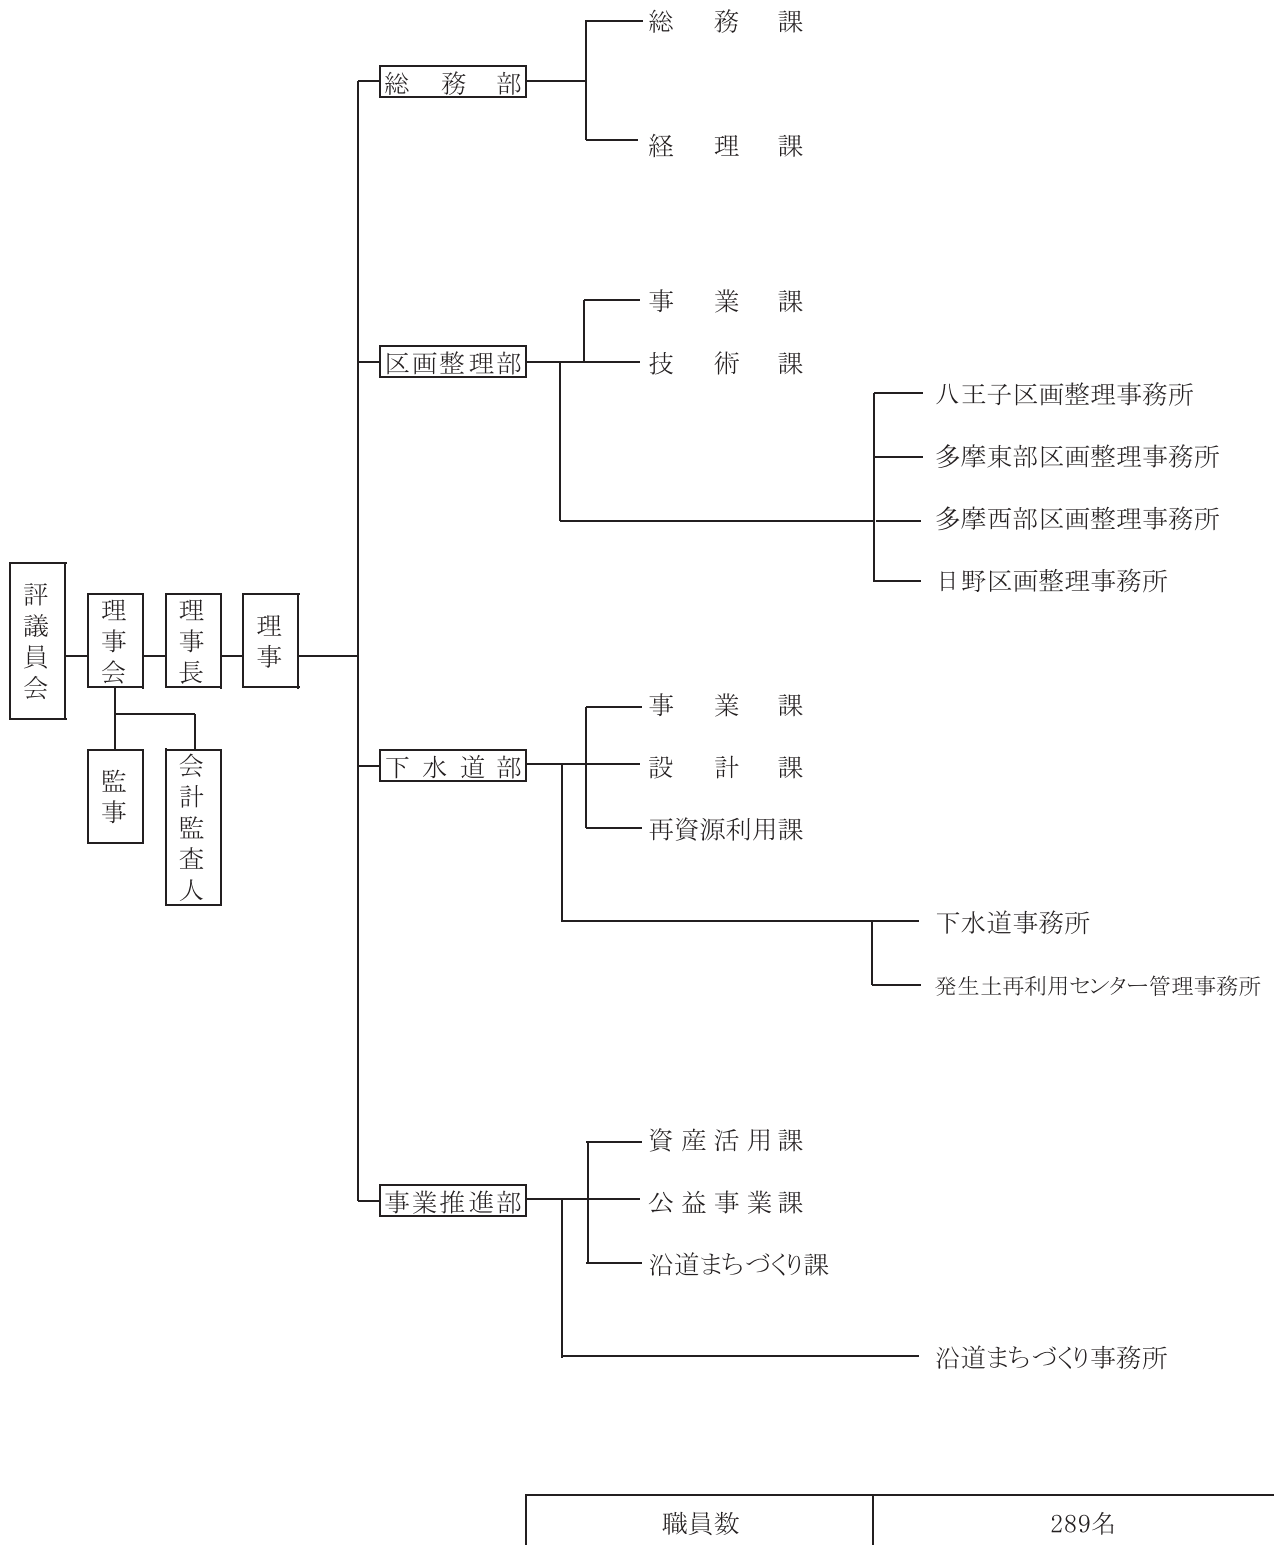 評議員会
理事会
理事長
理事
監事
会計監査人
総務部
総務課
経理課
区画整理部
事業課
技術課
八王子区画整理事務所
多摩東部区画整理事務所
多摩西部区画整理事務所
日野区画整理事務所
下水道部
事業課
設計課
再資源利用課
下水道事務所
発生土再利用センター管理事務所
事業推進部
資産活用課
公益事業課
沿道まちづくり課
沿道まちづくり事務所
職員数 289名